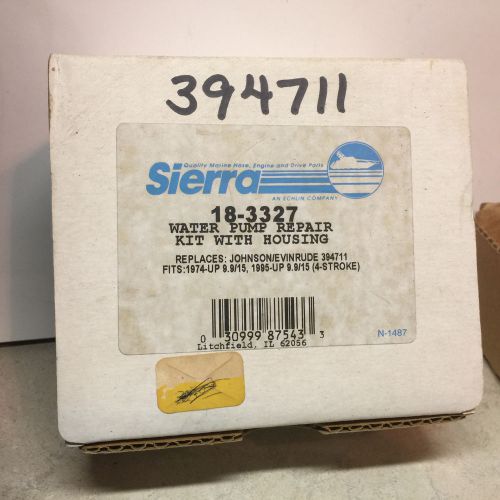 394711
Quality Marine Hose, Engine and Drive Parts
Sierra
AN ECHLIN COMPANY
18-3327
WATER PUMP REPAIR
KIT WITH HOUSING
REPLACES: JOHNSON/EVINRUDE 394711
FITS:1974-UP 9.9/15, 1995-UP 9.9/15 (4-STROKE)
0 30999 87543 3
Litchfield, IL 62056
N-1487